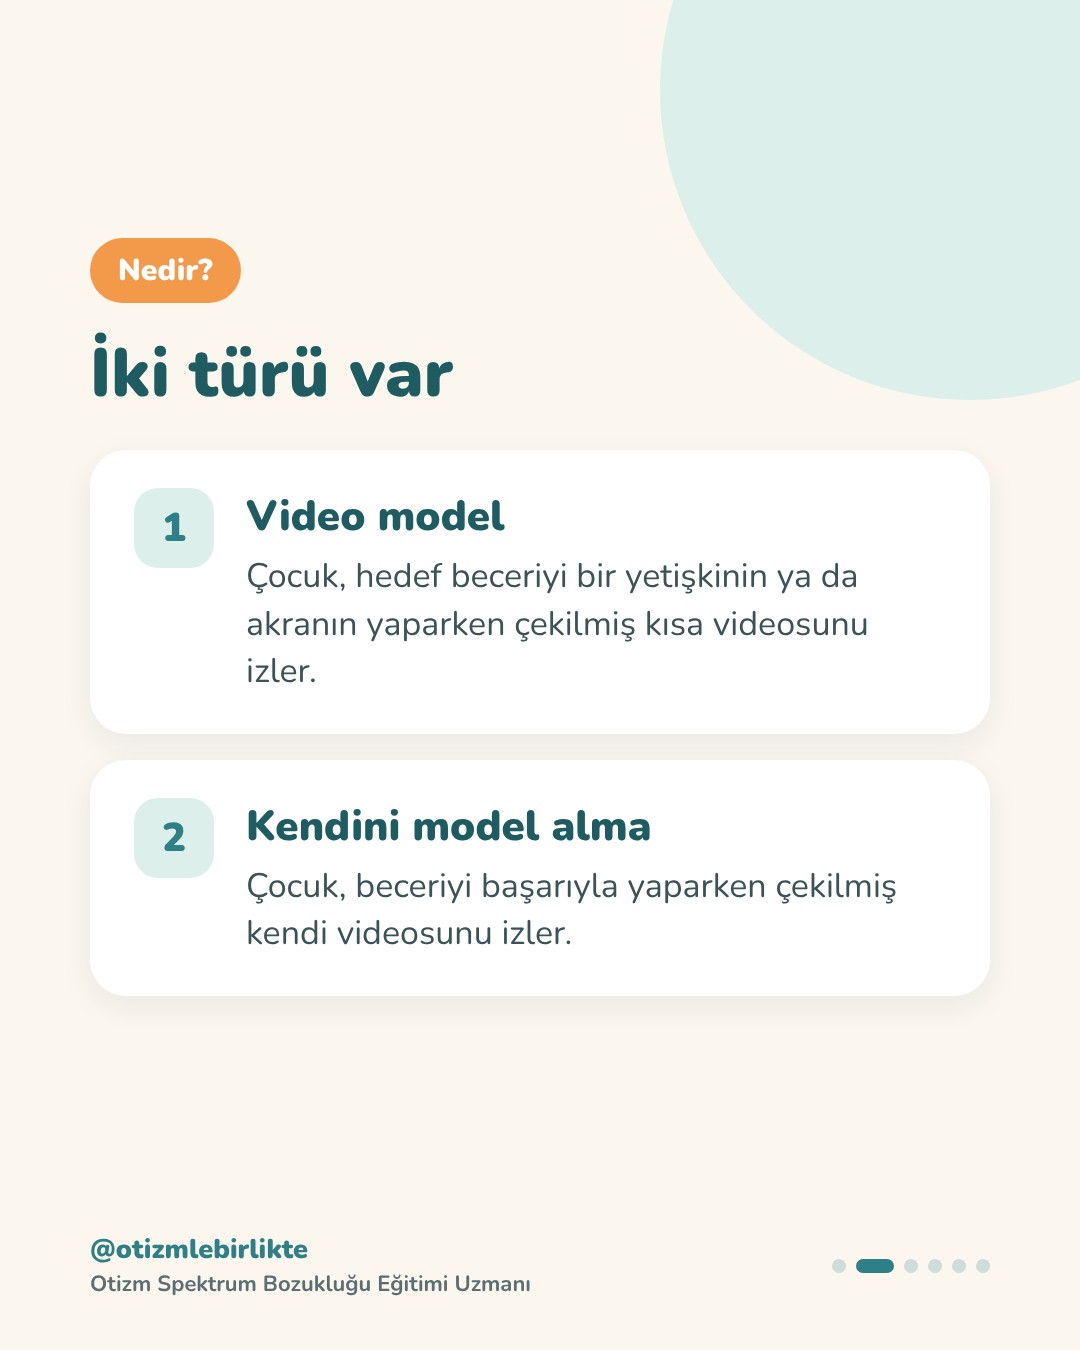 Nedir?
İki türü var
1
Video model
Çocuk, hedef beceriyi bir yetişkinin ya da
akranın yaparken çekilmiş kısa videosunu
izler.
2
Kendini model alma
Çocuk, beceriyi başarıyla yaparken çekilmiş
kendi videosunu izler.
@otizmlebirlikte
Otizm Spektrum Bozukluğu Eğitimi Uzmanı